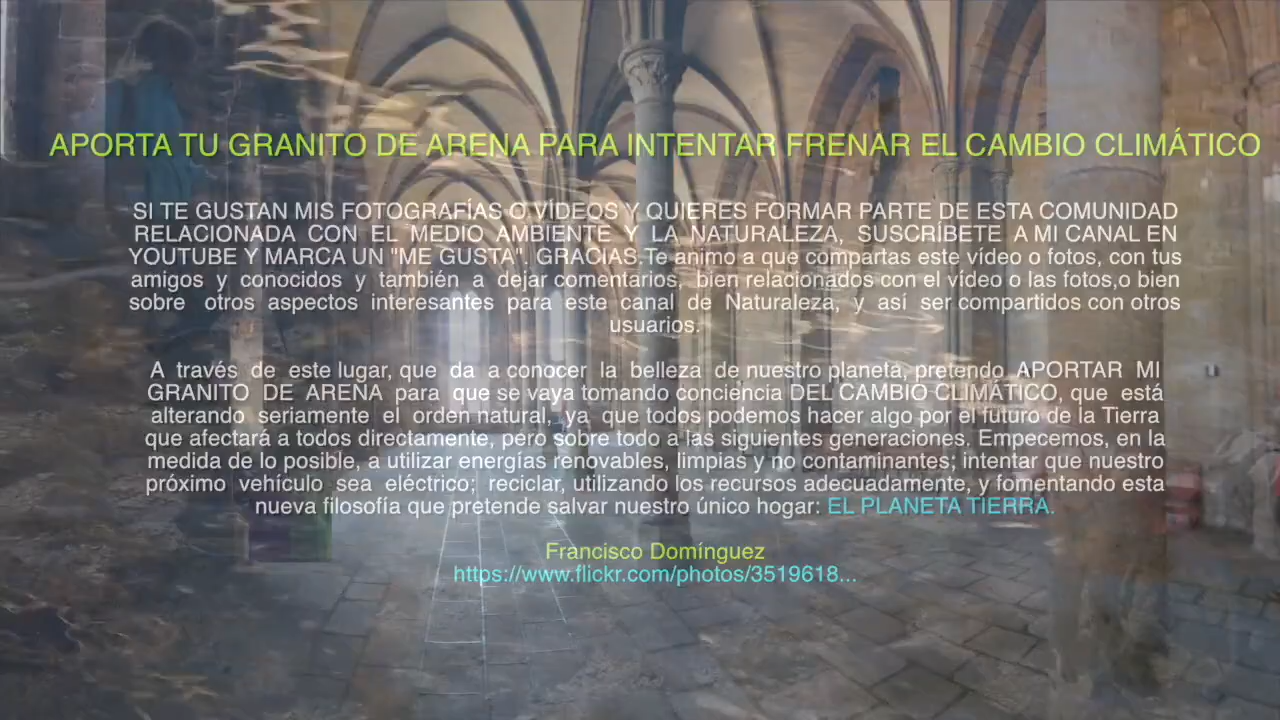 APORTA TU GRANITO DE ARENA PARA INTENTAR FRENAR EL CAMBIO CLIMÁTICO
SI TE GUSTAN MIS FOTOGRAFÍAS O VÍDEOS Y QUIERES FORMAR PARTE DE ESTA COMUNIDAD
RELACIONADA CON EL MEDIO AMBIENTE Y LA NATURALEZA, SUSCRÍBETE A MI CANAL EN
YOUTUBE Y MARCA UN "ME GUSTA". GRACIAS.Te animo a que compartas este vídeo o fotos, con tus
amigos y conocidos y también a dejar comentarios, bien relacionados con el vídeo o las fotos,o bien
sobre otros aspectos interesantes para este canal de Naturaleza, y así ser compartidos con otros
usuarios.
A través de este lugar, que da a conocer la belleza de nuestro planeta, pretendo APORTAR MI
GRANITO DE ARENA para que se vaya tomando conciencia DEL CAMBIO CLIMÁTICO, que está
alterando seriamente el orden natural, ya que todos podemos hacer algo por el futuro de la Tierra
que afectará a todos directamente, pero sobre todo a las siguientes generaciones. Empecemos, en la
medida de lo posible, a utilizar energías renovables, limpias y no contaminantes; intentar que nuestro
próximo vehículo sea eléctrico; reciclar, utilizando los recursos adecuadamente, y fomentando esta
nueva filosofía que pretende salvar nuestro único hogar: EL PLANETA TIERRA.
Francisco Domínguez
https://www.flickr.com/photos/3519618...